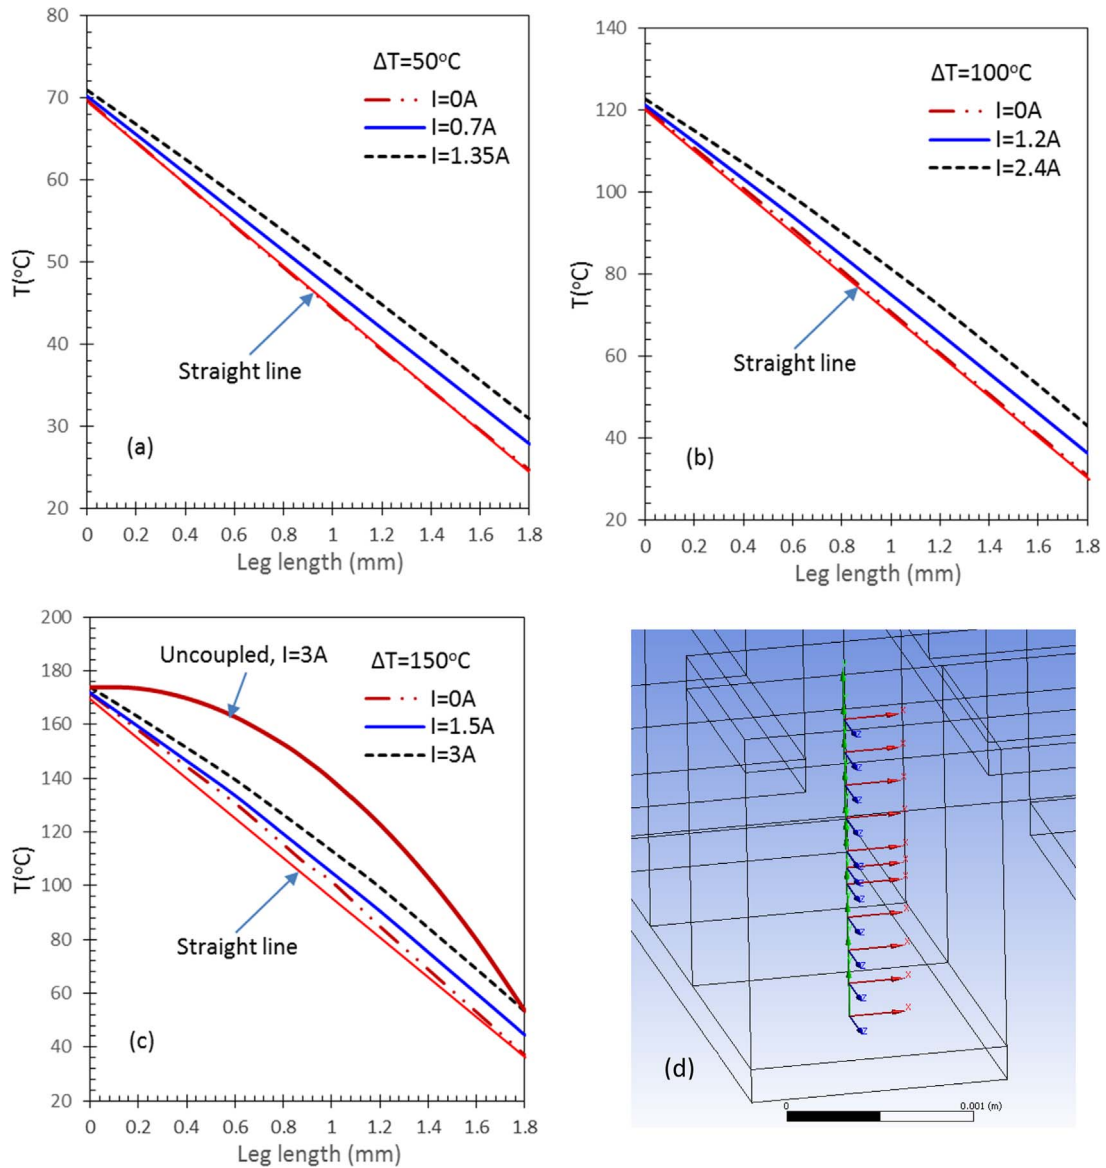 80
70
60
50
40
30
20
T(°C)
ΔT=50°C
I=0A
I=0.7A
I=1.35A
Straight line
(a)
0 0.2 0.4 0.6 0.8 1 1.2 1.4 1.6 1.8
Leg length (mm)
140
120
100
80
60
40
20
T(°C)
ΔT=100°C
I=0A
I=1.2A
I=2.4A
Straight line
(b)
0 0.2 0.4 0.6 0.8 1 1.2 1.4 1.6 1.8
Leg length (mm)
200
180
160
140
120
100
80
60
40
20
T(°C)
Uncoupled, I=3A
ΔT=150°C
I=0A
I=1.5A
I=3A
Straight line
(c)
0 0.2 0.4 0.6 0.8 1 1.2 1.4 1.6 1.8
Leg length (mm)
X
Z
X
Z
X
Z
X
Z
X
X
Z
X
Z
X
Z
X
Z
X
Z
X
Z
(d)
0 0.001 (m)